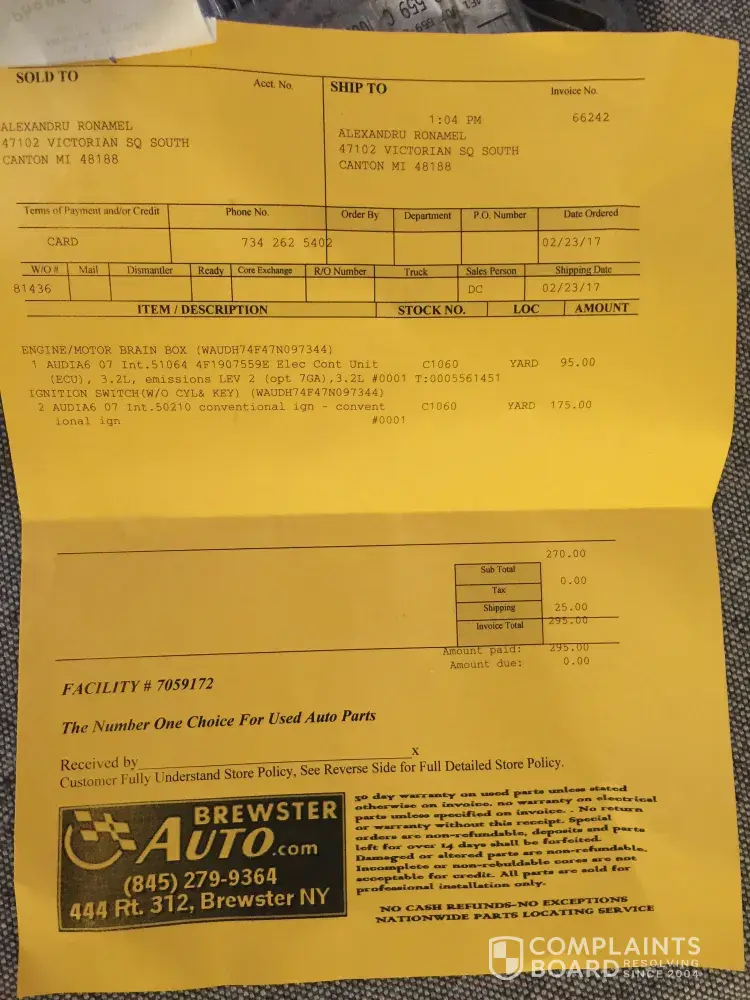 SOLD TO
Acct. No.
SHIP TO
Invoice No.
1:04 PM
66242
ALEXANDRU RONAMEL
47102 VICTORIAN SQ SOUTH
CANTON MI 48188
ALEXANDRU RONAMEL
47102 VICTORIAN SQ SOUTH
CANTON MI 48188
Terms of Payment and/or Credit Phone No. Order By Department P.O. Number Date Ordered
CARD 734 262 5402 02/23/17
W/O # Mail Dismantler Ready Core Exchange R/O Number Truck Sales Person Shipping Date
81436 DC 02/23/17
ITEM / DESCRIPTION STOCK NO. LOC AMOUNT
ENGINE/MOTOR BRAIN BOX (WAUDH74F47N097344)
1 AUDIA6 07 Int.51064 4F1907559E Elec Cont Unit C1060 YARD 95.00
(ECU), 3.2L, emissions LEV 2 (opt 7GA),3.2L #0001 T:0005561451
IGNITION SWITCH(W/O CYL& KEY) (WAUDH74F47N097344)
2 AUDIA6 07 Int.50210 conventional ign - convent C1060 YARD 175.00
ional ign #0001
270.00
Sub Total
Tax 0.00
Shipping 25.00
Invoice Total 295.00
Amount paid: 295.00
Amount due: 0.00
FACILITY # 7059172
The Number One Choice For Used Auto Parts
Received by x
Customer Fully Understand Store Policy, See Reverse Side for Full Detailed Store Policy.
BREWSTER
AUTO.com
(845) 279-9364
444 Rt. 312, Brewster NY
30 day warranty on used parts unless stated
otherwise on invoice. no warranty on electrical
parts unless specified on invoice. - No return
or warranty without this receipt. Special
orders are non-refundable, deposits and parts
left for over 14 days shall be forfeited.
Damaged or altered parts are non-refundable.
Incomplete or non-rebuldable cores are not
acceptable for credit. All parts are sold for
professional installation only.
NO CASH REFUNDS-NO EXCEPTIONS
NATIONWIDE PARTS LOCATING SERVICE
COMPLAINTS
BOARD RESOLVING
SINCE 2004